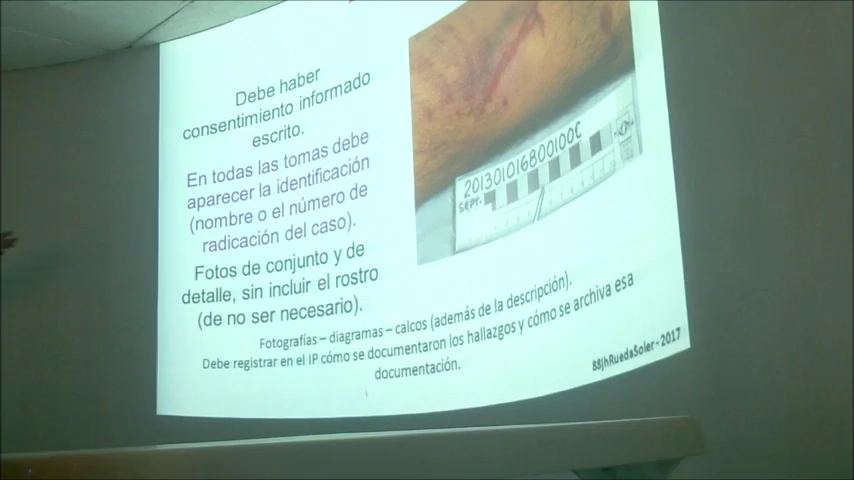 Debe haber
consentimiento informado
escrito.
En todas las tomas debe
aparecer la identificación
(nombre o el número de
radicación del caso).
Fotos de conjunto y de
detalle, sin incluir el rostro
(de no ser necesario).
201301016800100C
SEPT.
Fotografías – diagramas – calcos (además de la descripción).
Debe registrar en el IP cómo se documentaron los hallazgos y cómo se archiva esa
documentación.
SSjhRuedaSoler - 2017